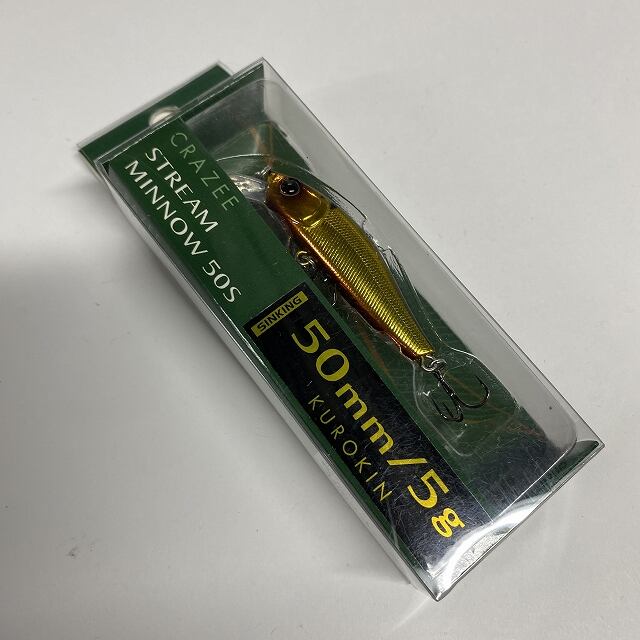 CRAZEE
STREAM
MINNOW 50S
SINKING
50mm/5g
KUROKIN